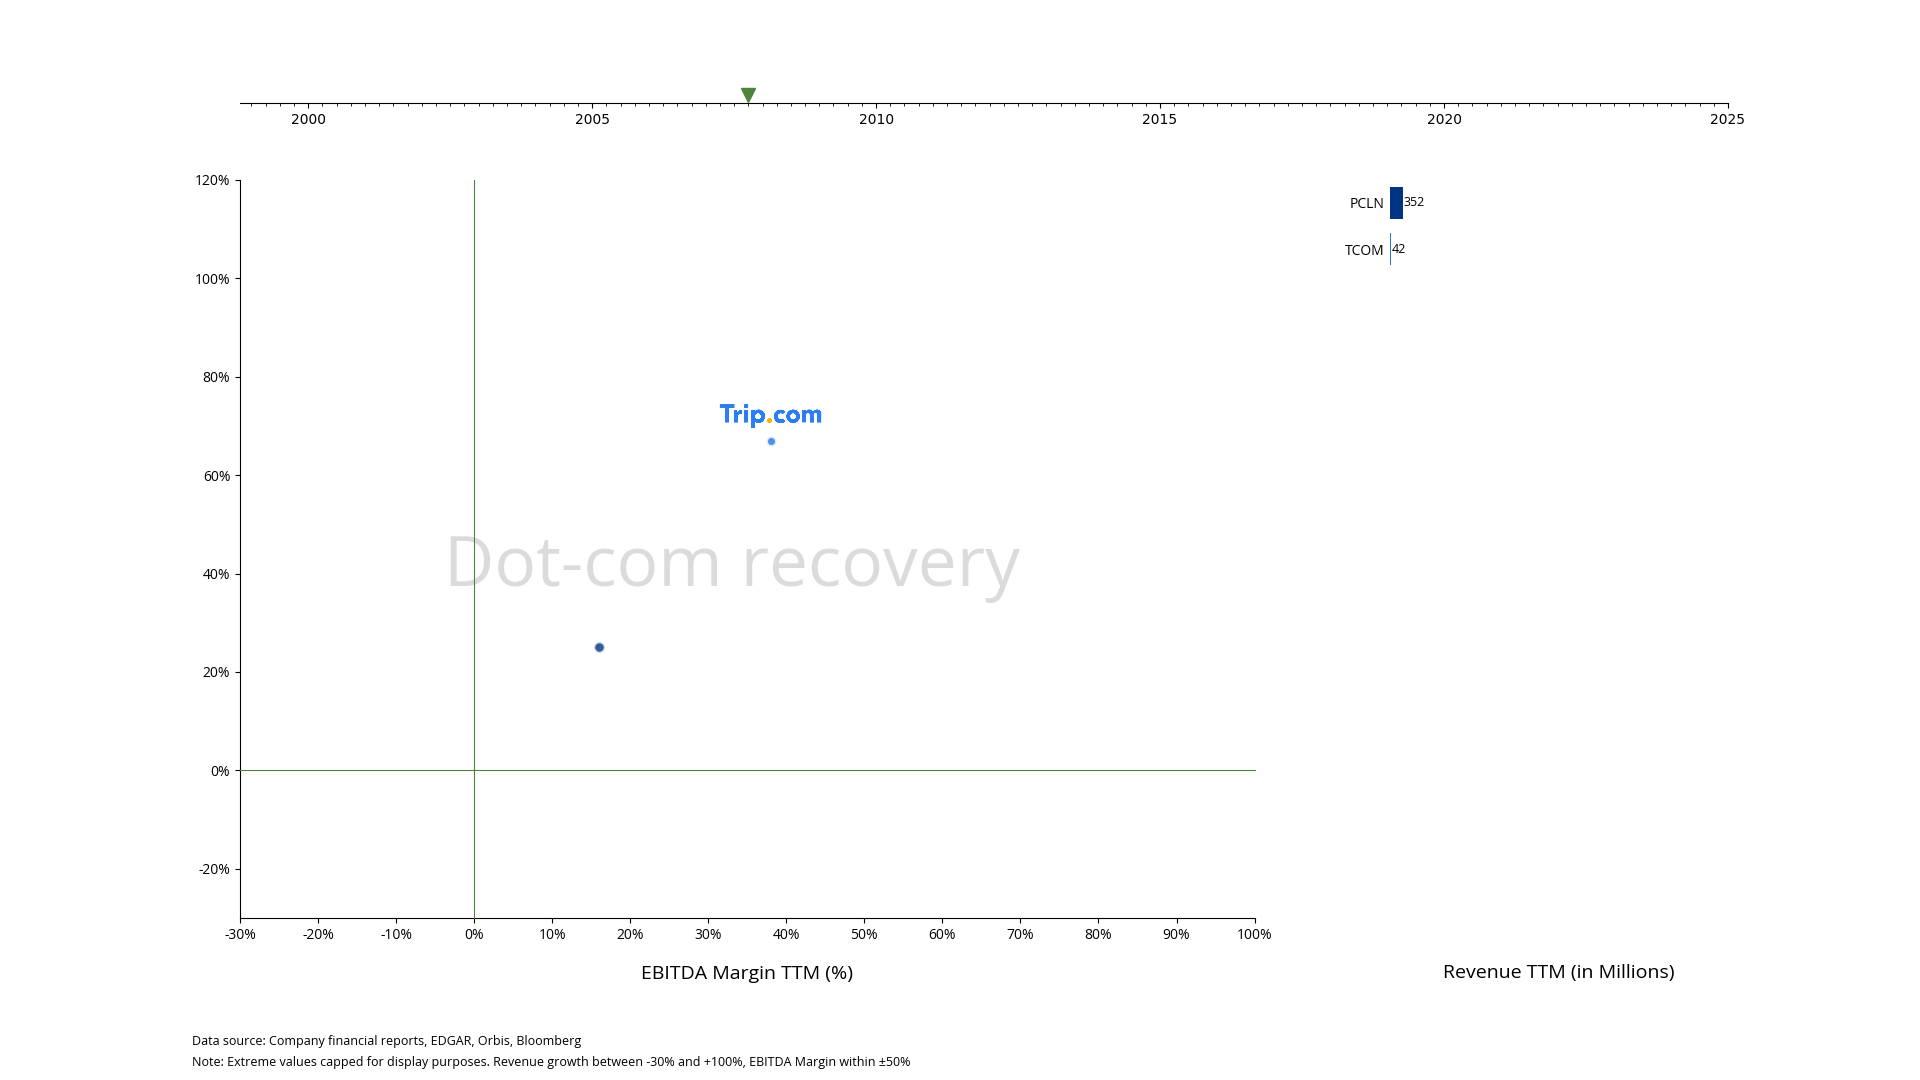 2000 2005 2010 2015 2020 2025
120%
100%
80%
60%
40%
20%
0%
-20%
-30% -20% -10% 0% 10% 20% 30% 40% 50% 60% 70% 80% 90% 100%
Trip.com
Dot-com recovery
EBITDA Margin TTM (%)
PCLN 352
TCOM 42
Revenue TTM (in Millions)
Data source: Company financial reports, EDGAR, Orbis, Bloomberg
Note: Extreme values capped for display purposes. Revenue growth between -30% and +100%, EBITDA Margin within ±50%